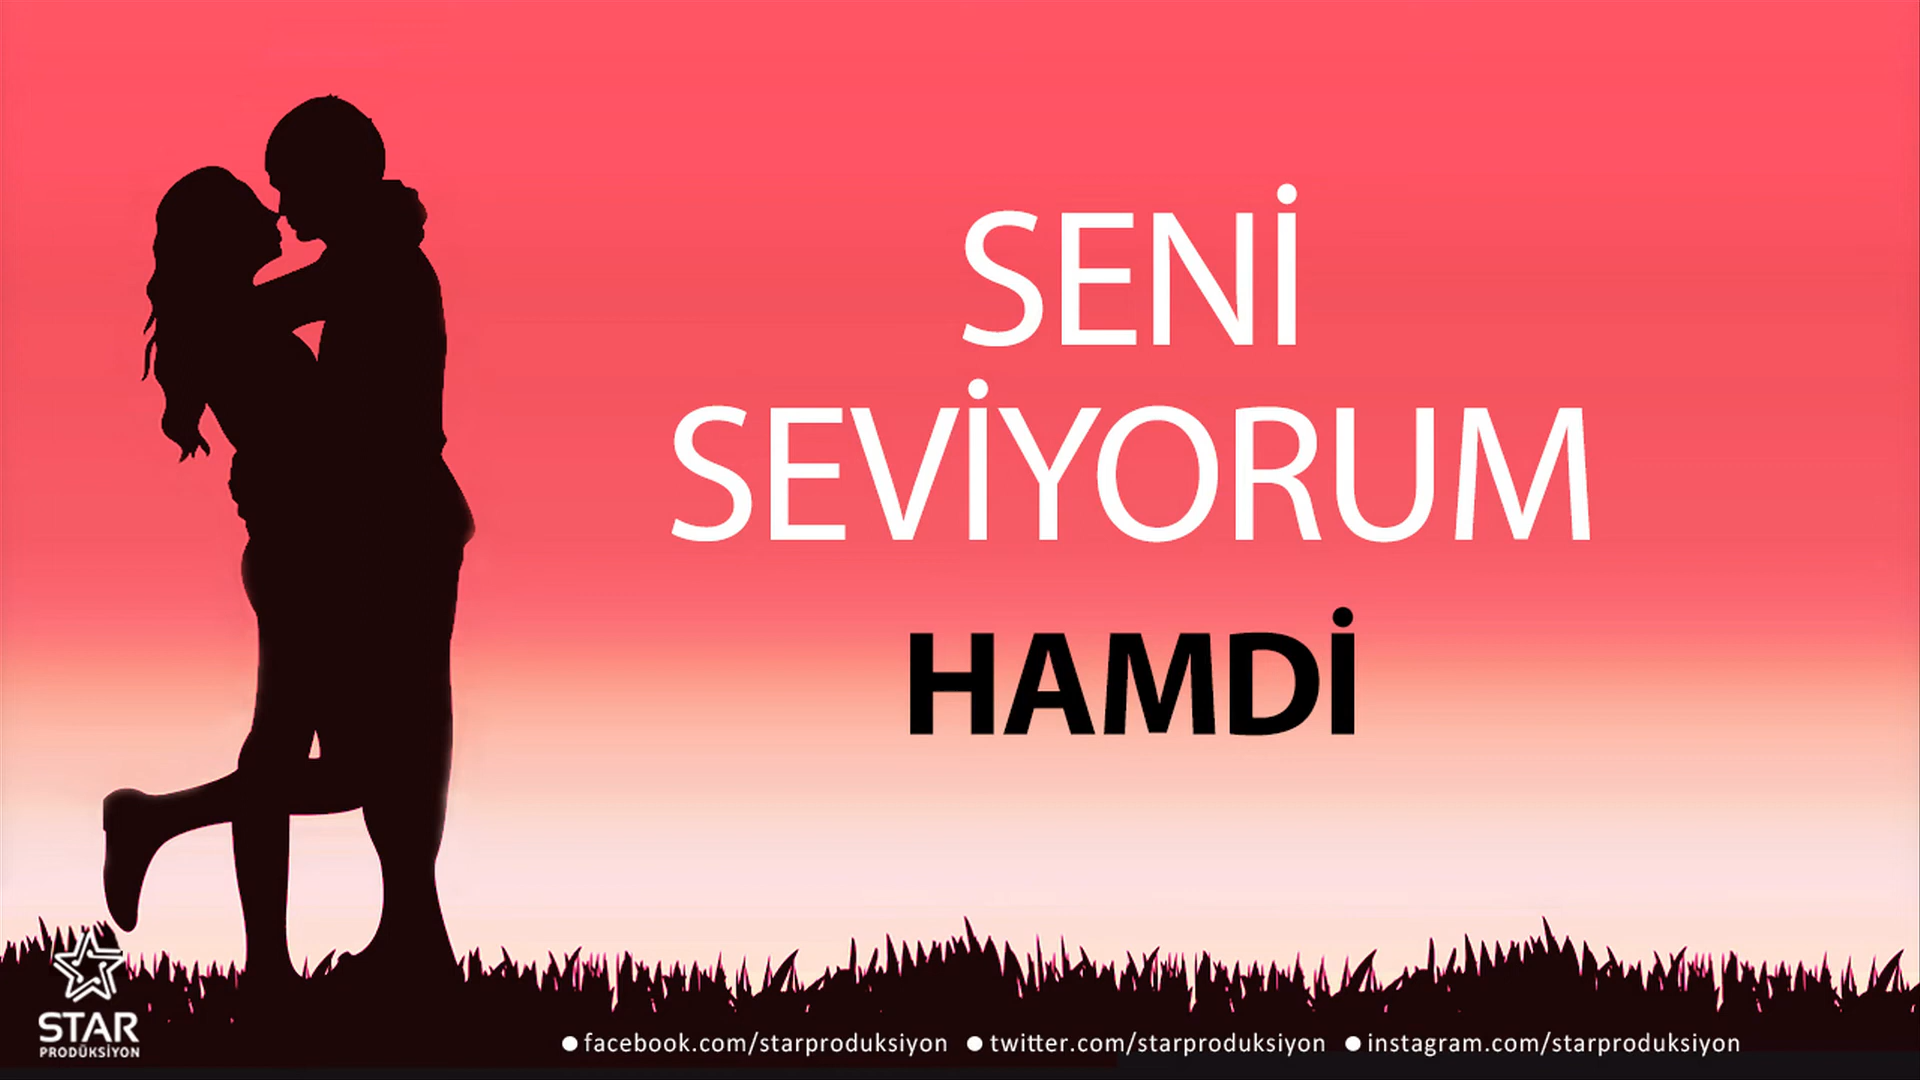 SENİ
SEVİYORUM
HAMDİ
STAR
PRODÜKSİYON
facebook.com/starproduksiyon twitter.com/starproduksiyon instagram.com/starproduksiyon